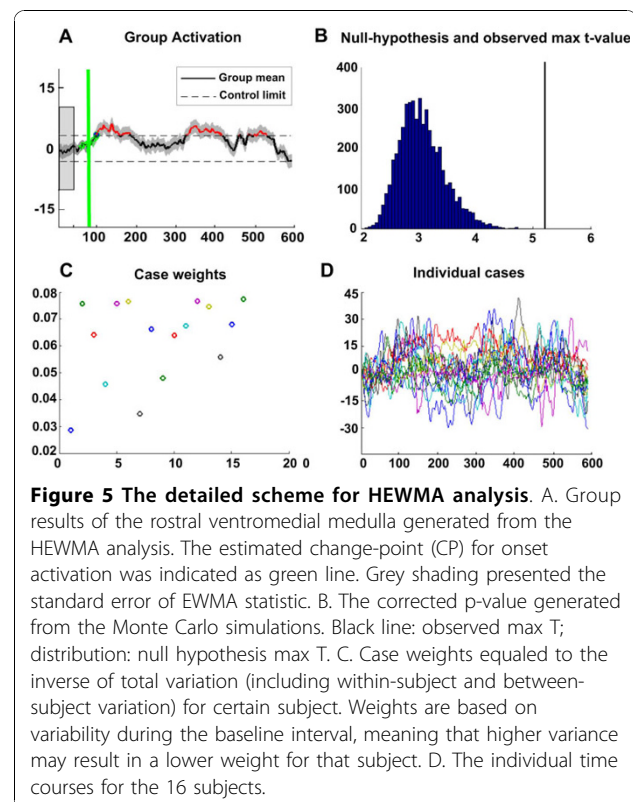 A Group Activation
Group mean
Control limit
15
0
-15
100 200 300 400 500 600
B Null-hypothesis and observed max t-value
400
300
200
100
0
2 3 4 5 6
C Case weights
0.08
0.07
0.06
0.05
0.04
0.03
0.02
0 5 10 15 20
D Individual cases
45
30
15
0
-15
-30
0
0 100 200 300 400 500 600
Figure 5 The detailed scheme for HEWMA analysis. A. Group
results of the rostral ventromedial medulla generated from the
HEWMA analysis. The estimated change-point (CP) for onset
activation was indicated as green line. Grey shading presented the
standard error of EWMA statistic. B. The corrected p-value generated
from the Monte Carlo simulations. Black line: observed max T;
distribution: null hypothesis max T. C. Case weights equaled to the
inverse of total variation (including within-subject and between-
subject variation) for certain subject. Weights are based on
variability during the baseline interval, meaning that higher variance
may result in a lower weight for that subject. D. The individual time
courses for the 16 subjects.